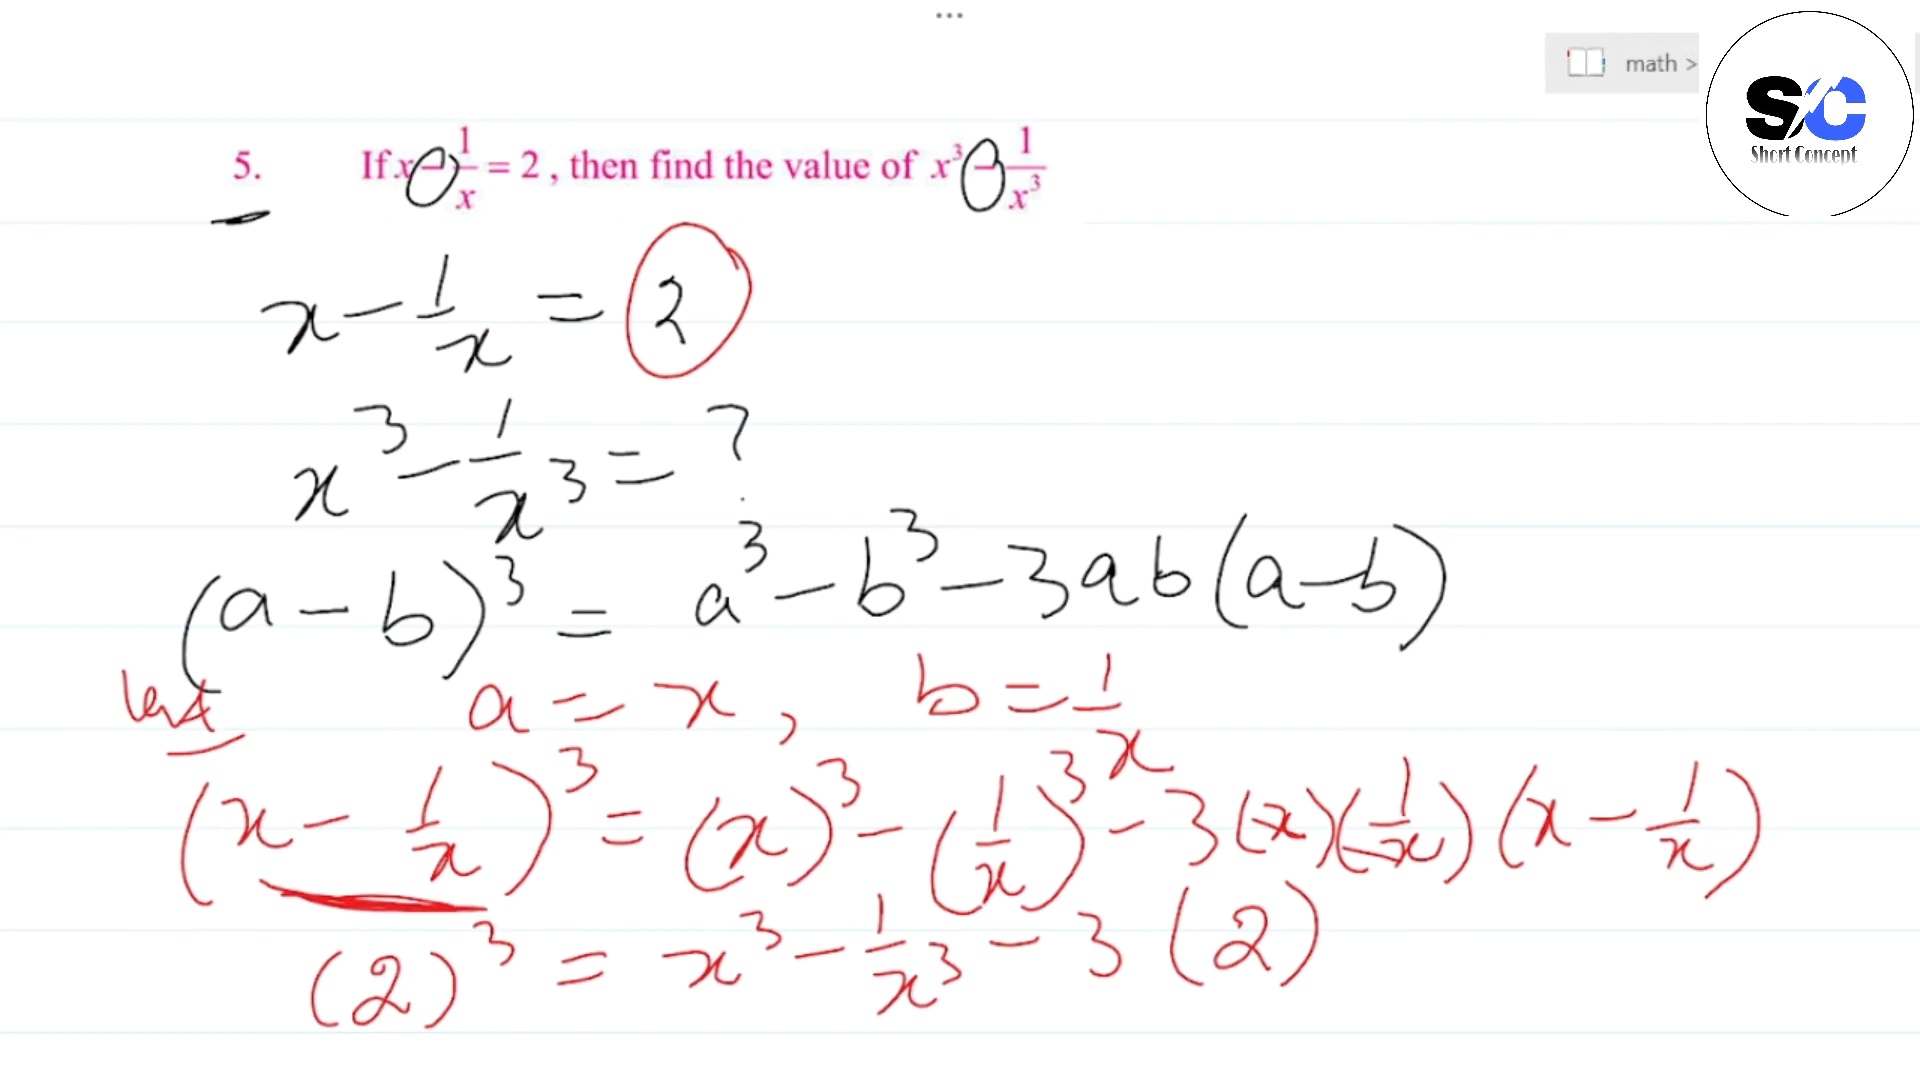 ...
math >
SC
Short Concept
5. If x - 1/x = 2, then find the value of x³ - 1/x³
x - 1/x = 2
x³ - 1/x³ = ?
(a - b)³ = a³ - b³ - 3ab(a - b)
a = x, b = 1/x
(x - 1/x)³ = (x)³ - (1/x)³ - 3(x)(1/x)(x - 1/x)
(2)³ = x³ - 1/x³ - 3(2)